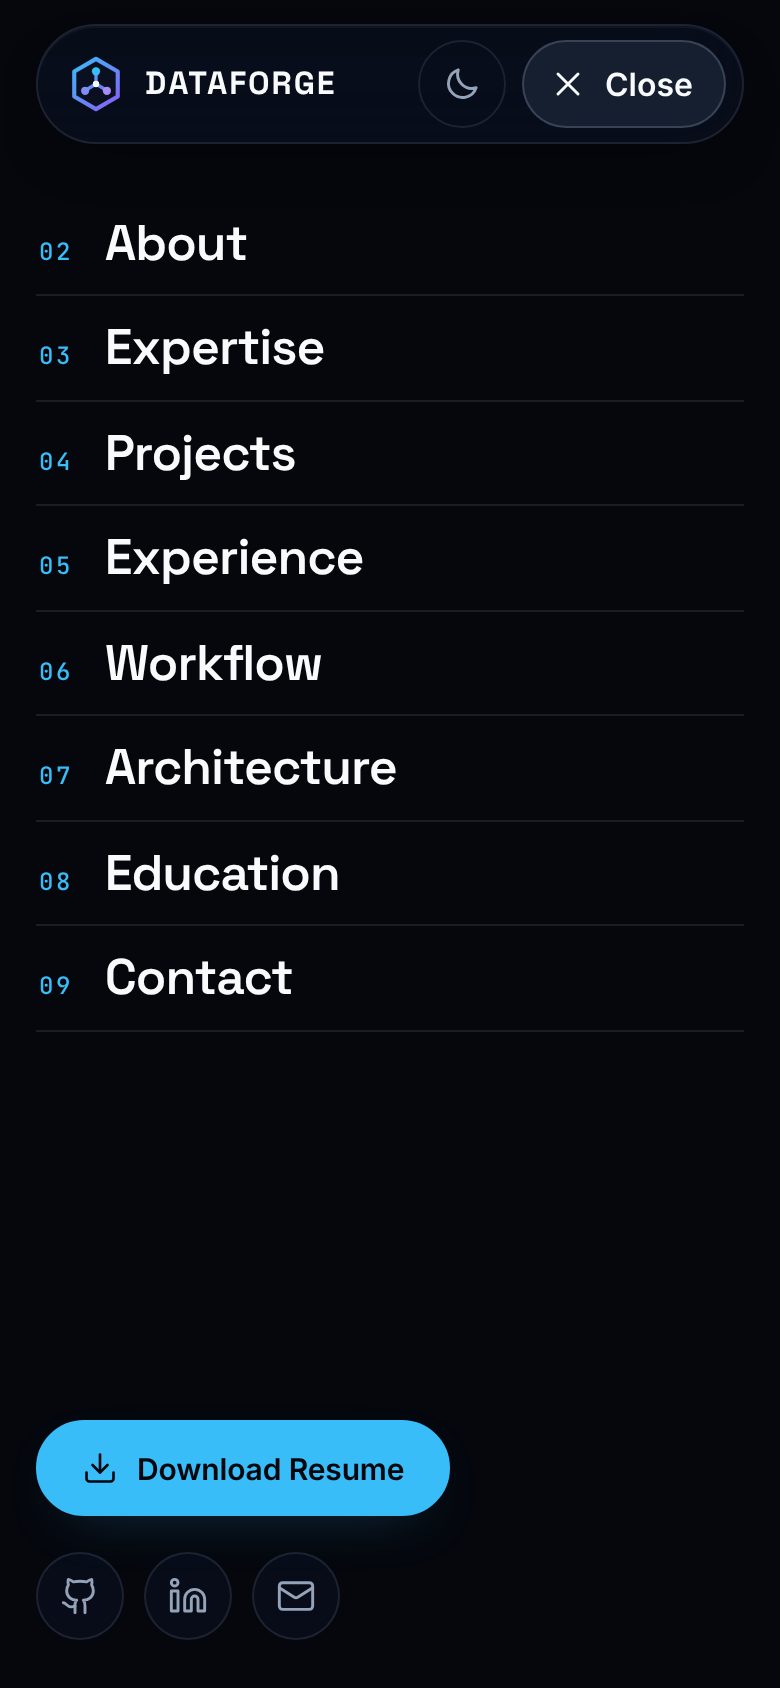 DATAFORGE
Close
02 About
03 Expertise
04 Projects
05 Experience
06 Workflow
07 Architecture
08 Education
09 Contact
Download Resume